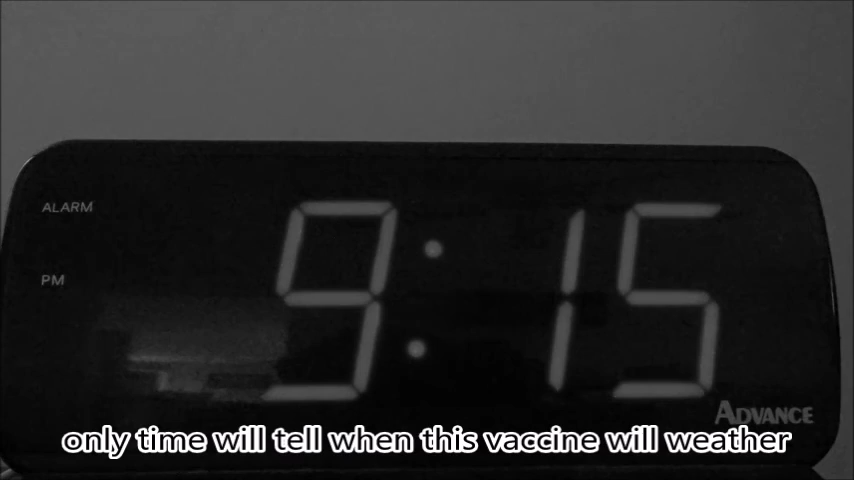 ALARM
9:15
PM
ADVANCE
only time will tell when this vaccine will weather